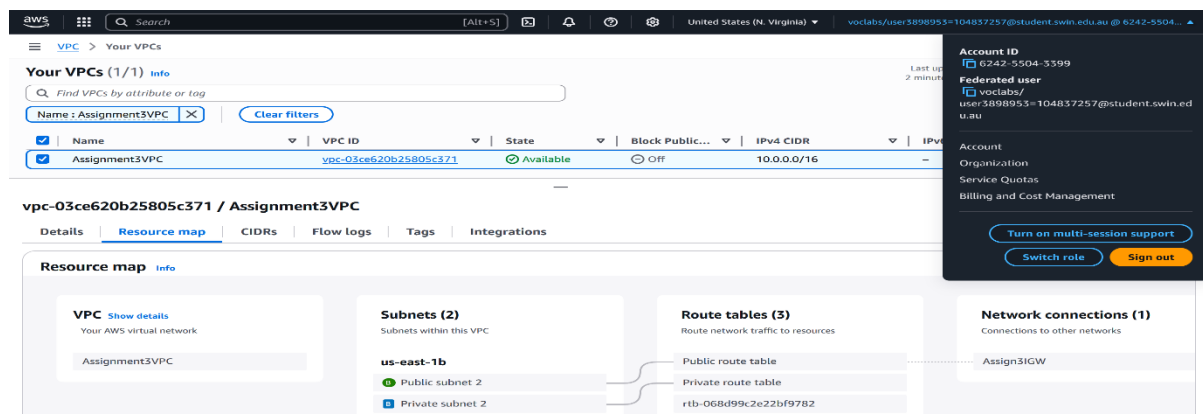 aws Search [Alt+S] United States (N. Virginia) voclabs/user3898953=104837257@student.swin.edu.au @ 6242-5504...
VPC > Your VPCs
Your VPCs (1/1) Info
Last up
2 minut
Find VPCs by attribute or tag
Name : Assignment3VPC Clear filters
Name VPC ID State Block Public... IPv4 CIDR IPv
Assignment3VPC vpc-03ce620b25805c371 Available Off 10.0.0.0/16 –
Account ID
6242-5504-3399
Federated user
voclabs/
user3898953=104837257@student.swin.ed
u.au
Account
Organization
Service Quotas
Billing and Cost Management
Turn on multi-session support
Switch role Sign out
vpc-03ce620b25805c371 / Assignment3VPC
Details Resource map CIDRs Flow logs Tags Integrations
Resource map Info
VPC Show details
Your AWS virtual network
Assignment3VPC
Subnets (2)
Subnets within this VPC
us-east-1b
Public subnet 2
Private subnet 2
Route tables (3)
Route network traffic to resources
Public route table
Private route table
rtb-068d99c2e22bf9782
Network connections (1)
Connections to other networks
Assign3IGW